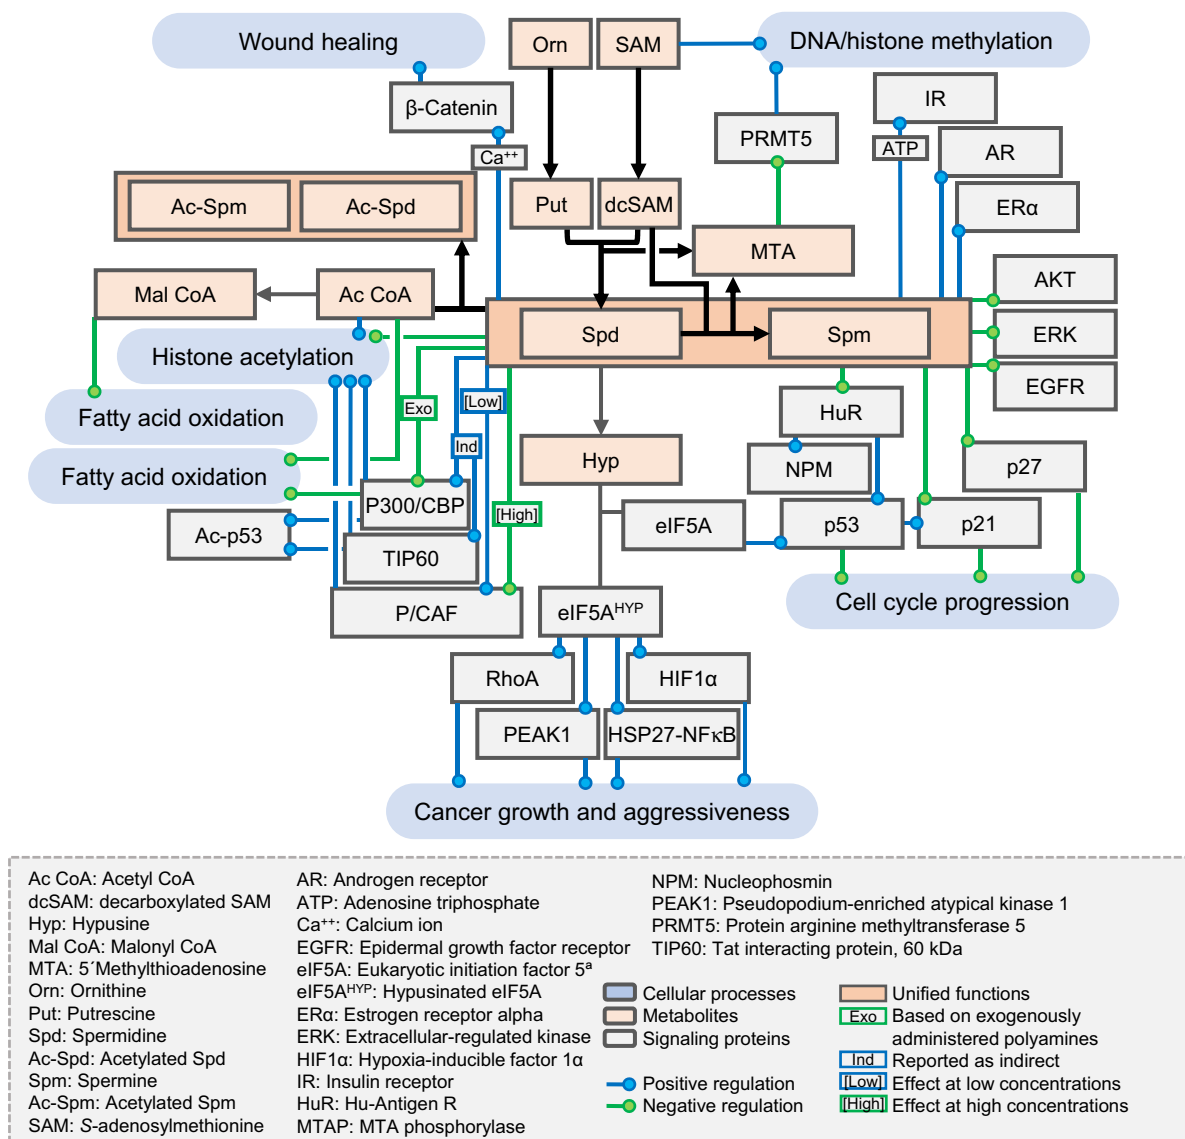 Wound healing
Orn
SAM
DNA/histone methylation
β-Catenin
IR
PRMT5
Ca⁺⁺
ATP
AR
Ac-Spm
Ac-Spd
Put
dcSAM
ERα
MTA
Mal CoA
Ac CoA
AKT
Spd
Spm
ERK
Histone acetylation
EGFR
Exo
[Low]
HuR
Fatty acid oxidation
Ind
Hyp
NPM
p27
Fatty acid oxidation
P300/CBP
[High]
eIF5A
p53
p21
Ac-p53
TIP60
P/CAF
eIF5Aᴴʸᴾ
Cell cycle progression
RhoA
HIF1α
PEAK1
HSP27-NFκB
Cancer growth and aggressiveness
Ac CoA: Acetyl CoA
dcSAM: decarboxylated SAM
Hyp: Hypusine
Mal CoA: Malonyl CoA
MTA: 5´Methylthioadenosine
Orn: Ornithine
Put: Putrescine
Spd: Spermidine
Ac-Spd: Acetylated Spd
Spm: Spermine
Ac-Spm: Acetylated Spm
SAM: S-adenosylmethionine
AR: Androgen receptor
ATP: Adenosine triphosphate
Ca⁺⁺: Calcium ion
EGFR: Epidermal growth factor receptor
eIF5A: Eukaryotic initiation factor 5ª
eIF5Aᴴʸᴾ: Hypusinated eIF5A
ERα: Estrogen receptor alpha
ERK: Extracellular-regulated kinase
HIF1α: Hypoxia-inducible factor 1α
IR: Insulin receptor
HuR: Hu-Antigen R
MTAP: MTA phosphorylase
NPM: Nucleophosmin
PEAK1: Pseudopodium-enriched atypical kinase 1
PRMT5: Protein arginine methyltransferase 5
TIP60: Tat interacting protein, 60 kDa
Cellular processes
Metabolites
Signaling proteins
Positive regulation
Negative regulation
Unified functions
Exo Based on exogenously
administered polyamines
Ind Reported as indirect
[Low] Effect at low concentrations
[High] Effect at high concentrations